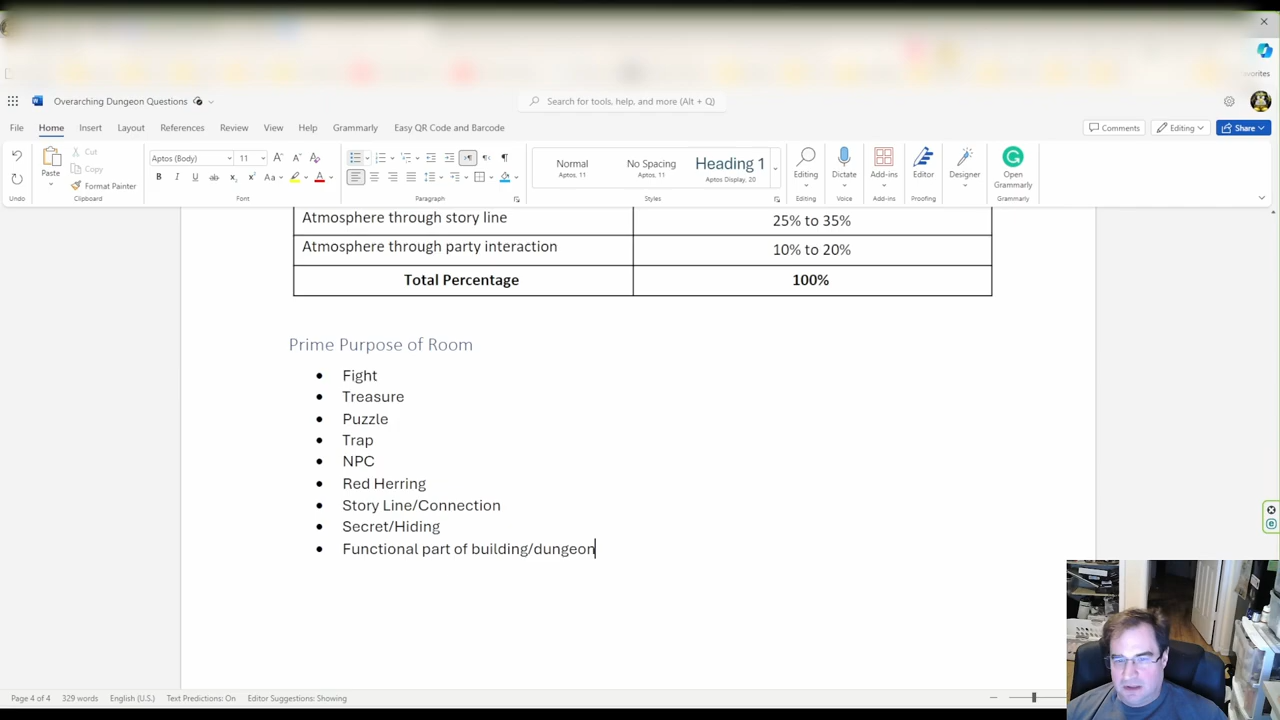 vorites
Overarching Dungeon Questions
Search for tools, help, and more (Alt + Q)
File Home Insert Layout References Review View Help Grammarly Easy QR Code and Barcode
Comments Editing Share
Paste Cut
Copy
Format Painter
Aptos (Body) 11
Normal
Aptos, 11
No Spacing
Aptos, 11
Heading 1
Aptos Display, 20
Editing Dictate Add-ins Editor Designer Open Grammarly
Undo Clipboard Font Paragraph Styles Editing Voice Add-ins Proofing Grammarly
Atmosphere through story line 25% to 35%
Atmosphere through party interaction 10% to 20%
Total Percentage 100%
Prime Purpose of Room
• Fight
• Treasure
• Puzzle
• Trap
• NPC
• Red Herring
• Story Line/Connection
• Secret/Hiding
• Functional part of building/dungeon
Page 4 of 4 329 words English (U.S.) Text Predictions: On Editor Suggestions: Showing